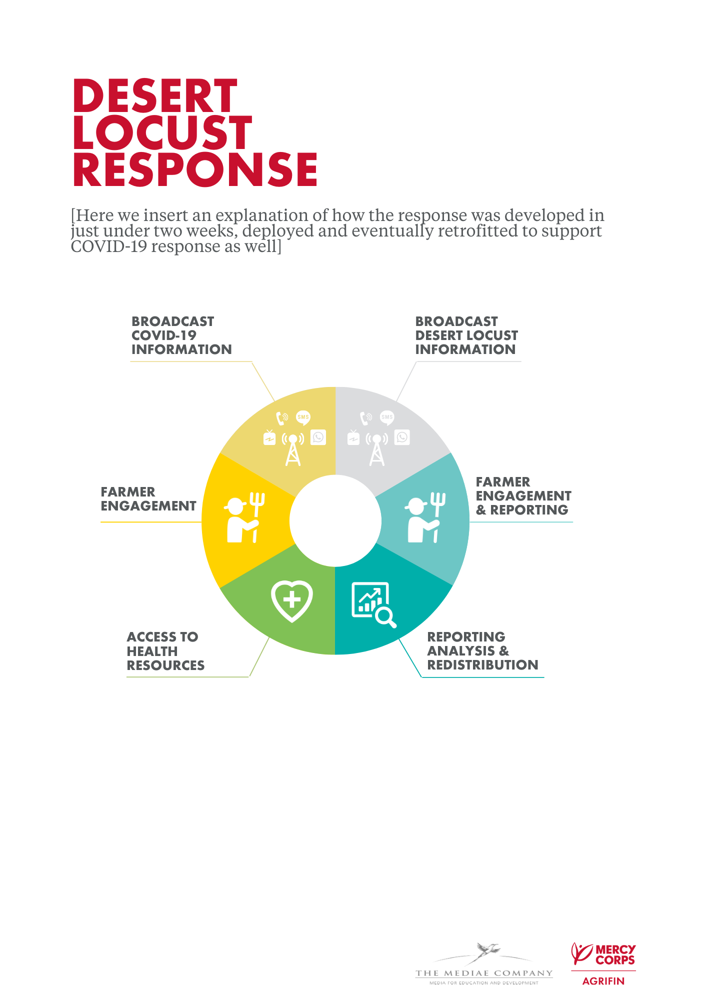 DESERT
LOCUST
RESPONSE
[Here we insert an explanation of how the response was developed in
just under two weeks, deployed and eventually retrofitted to support
COVID-19 response as well]
BROADCAST
COVID-19
INFORMATION
BROADCAST
DESERT LOCUST
INFORMATION
SMS
SMS
FARMER
ENGAGEMENT
FARMER
ENGAGEMENT
& REPORTING
ACCESS TO
HEALTH
RESOURCES
REPORTING
ANALYSIS &
REDISTRIBUTION
THE MEDIAE COMPANY
MEDIA FOR EDUCATION AND DEVELOPMENT
MERCY
CORPS
AGRIFIN